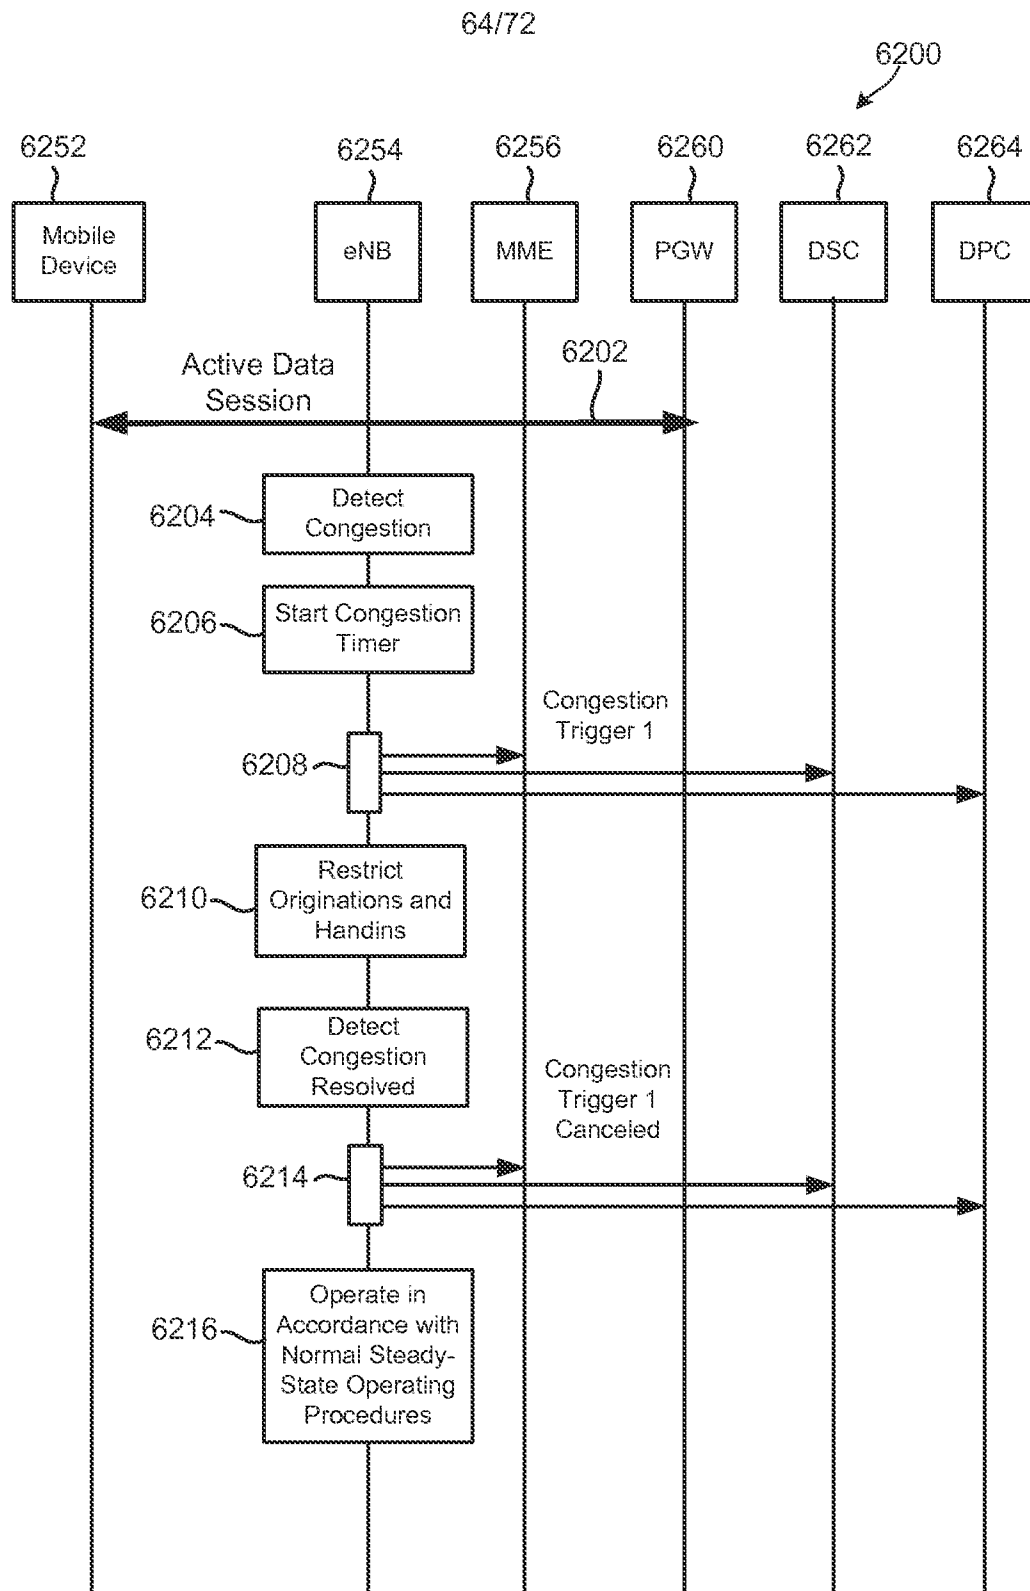 64/72
6200
6252
6254
6256
6260
6262
6264
Mobile
Device
eNB
MME
PGW
DSC
DPC
Active Data
Session
6202
6204
Detect
Congestion
6206
Start Congestion
Timer
Congestion
Trigger 1
6208
6210
Restrict
Originations and
Handins
6212
Detect
Congestion
Resolved
Congestion
Trigger 1
Canceled
6214
6216
Operate in
Accordance with
Normal Steady-
State Operating
Procedures